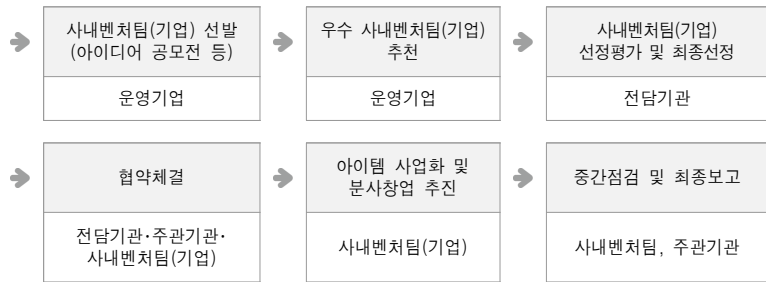 사내벤처팀(기업) 선발
(아이디어 공모전 등)
운영기업
우수 사내벤처팀(기업)
추천
운영기업
사내벤처팀(기업)
선정평가 및 최종선정
전담기관
협약체결
전담기관·주관기관·
사내벤처팀(기업)
아이템 사업화 및
분사창업 추진
사내벤처팀(기업)
중간점검 및 최종보고
사내벤처팀, 주관기관